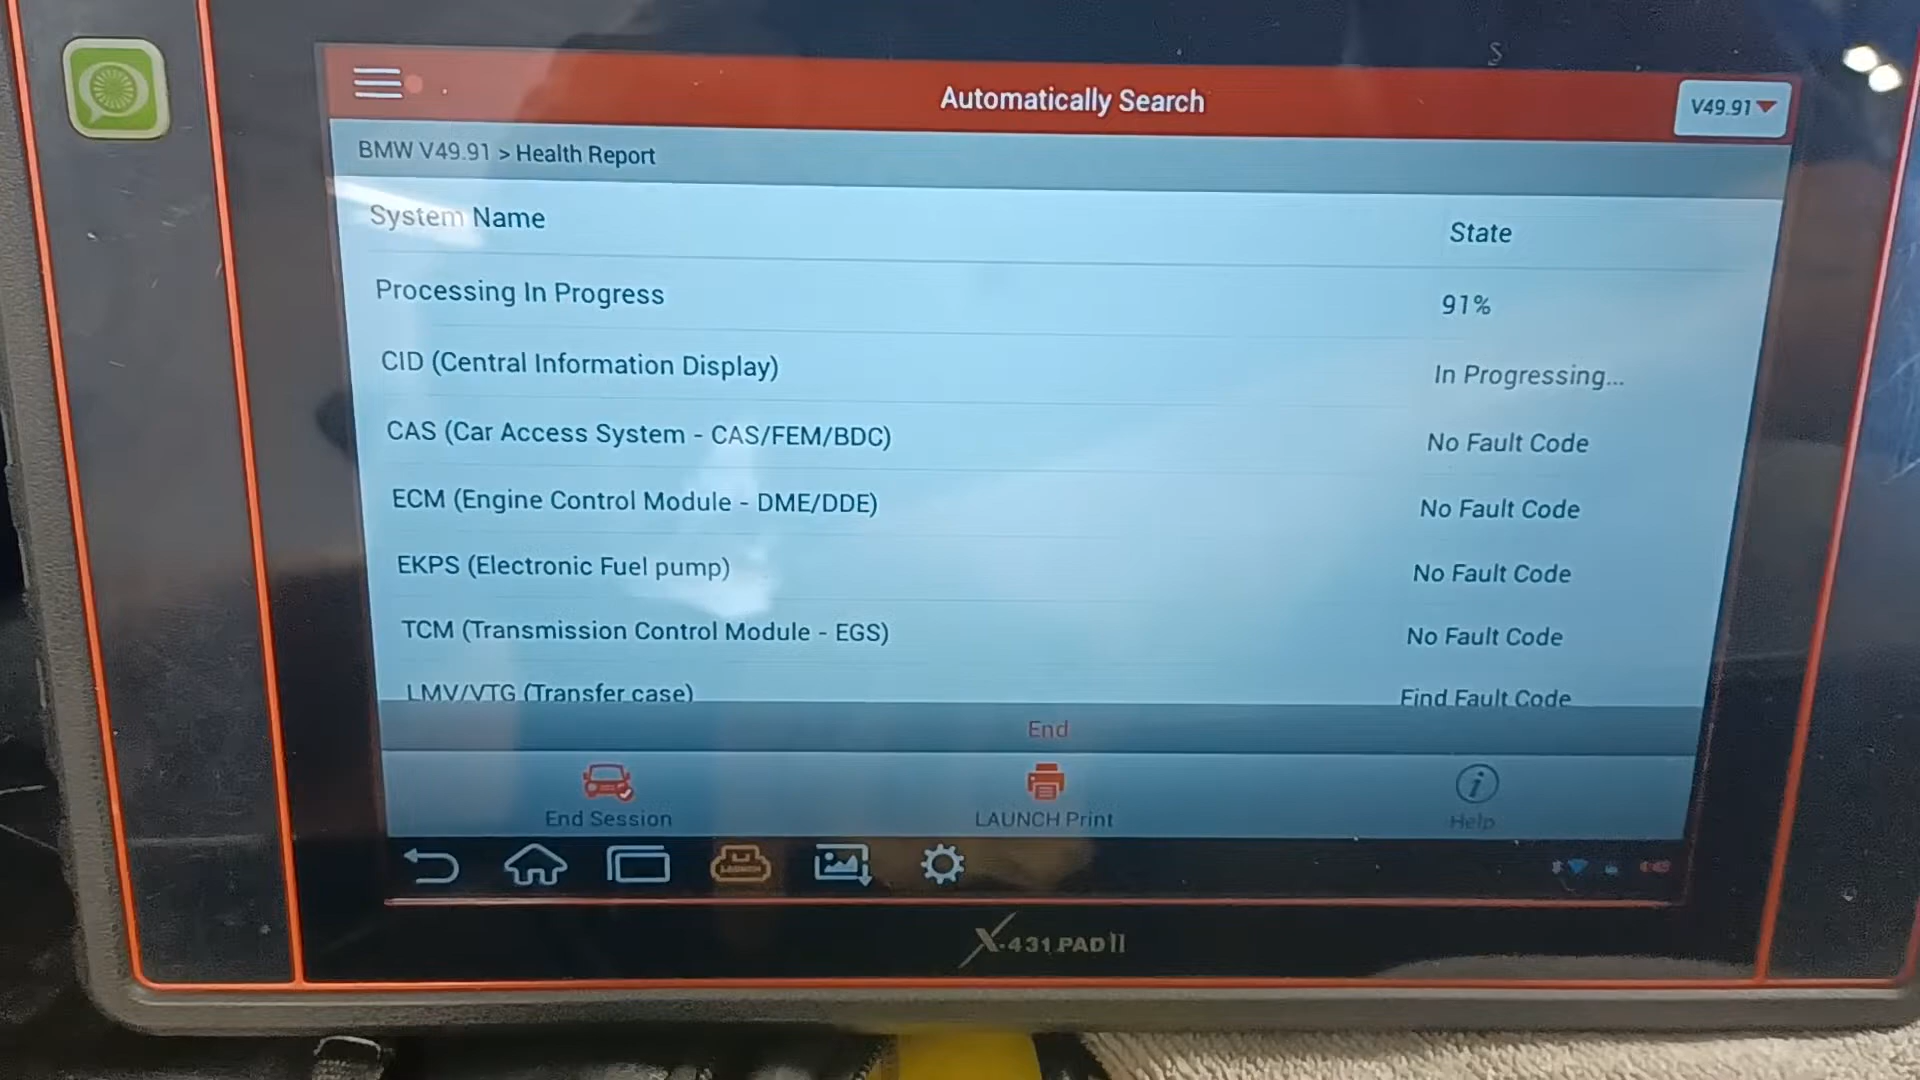 Automatically Search
V49.91
BMW V49.91 > Health Report
System Name
State
Processing In Progress
91%
CID (Central Information Display)
In Progressing...
CAS (Car Access System - CAS/FEM/BDC)
No Fault Code
ECM (Engine Control Module - DME/DDE)
No Fault Code
EKPS (Electronic Fuel pump)
No Fault Code
TCM (Transmission Control Module - EGS)
No Fault Code
LMV/VTG (Transfer case)
Find Fault Code
End
End Session
LAUNCH Print
Help
LAUNCH
X-431 PAD II